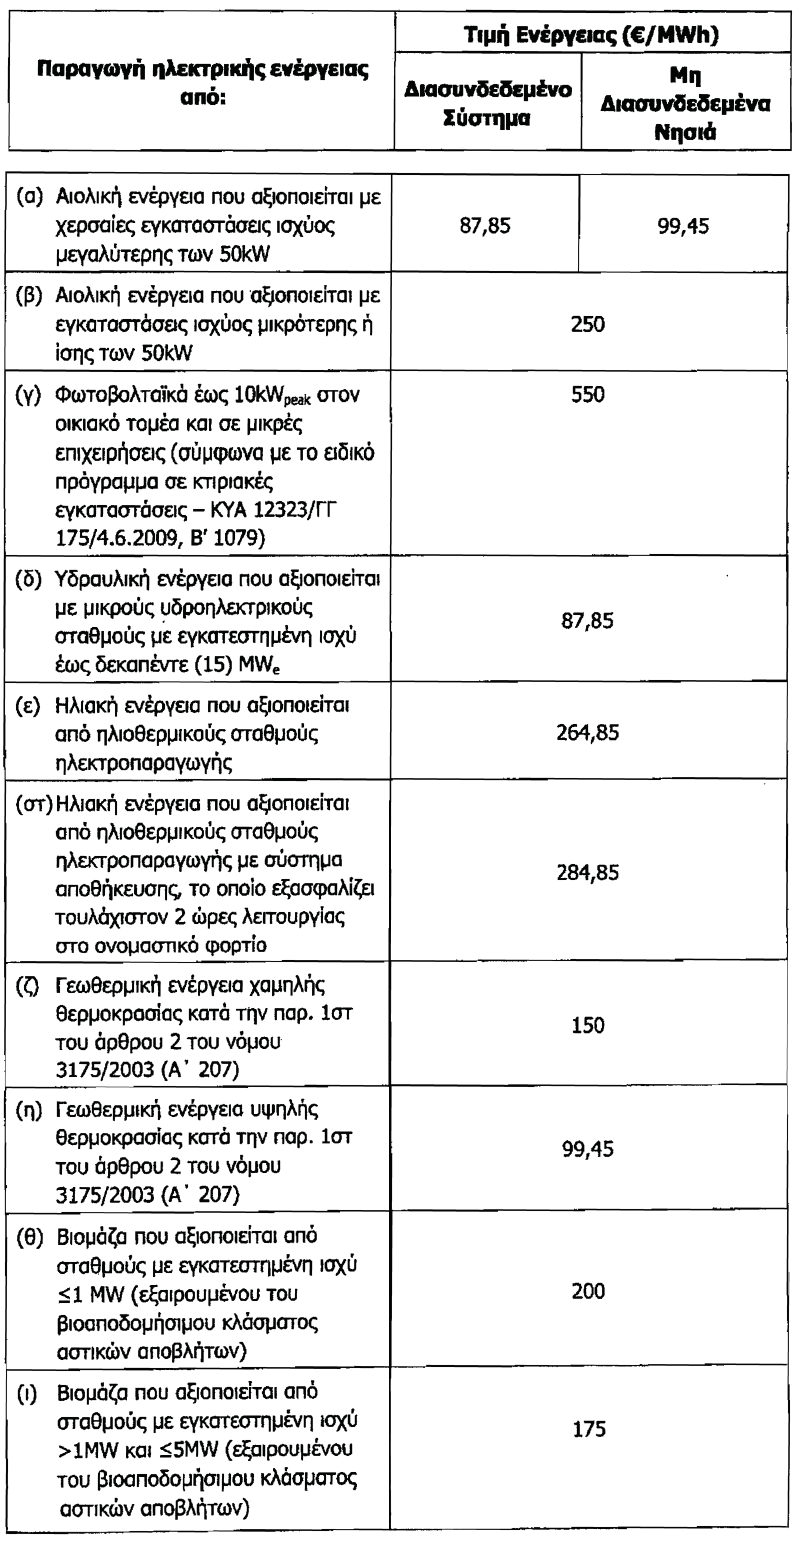 Παραγωγή ηλεκτρικής ενέργειας
από:
Τιμή Ενέργειας (€/MWh)
Διασυνδεδεμένο
Σύστημα
Μη
Διασυνδεδεμένα
Νησιά
(α) Αιολική ενέργεια που αξιοποιείται με
χερσαίες εγκαταστάσεις ισχύος
μεγαλύτερης των 50kW
87,85
99,45
(β) Αιολική ενέργεια που αξιοποιείται με
εγκαταστάσεις ισχύος μικρότερης ή
ίσης των 50kW
250
(γ) Φωτοβολταϊκά έως 10kWpeak στον
οικιακό τομέα και σε μικρές
επιχειρήσεις (σύμφωνα με το ειδικό
πρόγραμμα σε κτιριακές
εγκαταστάσεις – ΚΥΑ 12323/ΓΓ
175/4.6.2009, Β’ 1079)
550
(δ) Υδραυλική ενέργεια που αξιοποιείται
με μικρούς υδροηλεκτρικούς
σταθμούς με εγκατεστημένη ισχύ
έως δεκαπέντε (15) MWe
87,85
(ε) Ηλιακή ενέργεια που αξιοποιείται
από ηλιοθερμικούς σταθμούς
ηλεκτροπαραγωγής
264,85
(στ) Ηλιακή ενέργεια που αξιοποιείται
από ηλιοθερμικούς σταθμούς
ηλεκτροπαραγωγής με σύστημα
αποθήκευσης, το οποίο εξασφαλίζει
τουλάχιστον 2 ώρες λειτουργίας
στο ονομαστικό φορτίο
284,85
(ζ) Γεωθερμική ενέργεια χαμηλής
θερμοκρασίας κατά την παρ. 1στ
του άρθρου 2 του νόμου
3175/2003 (Α΄ 207)
150
(η) Γεωθερμική ενέργεια υψηλής
θερμοκρασίας κατά την παρ. 1στ
του άρθρου 2 του νόμου
3175/2003 (Α΄ 207)
99,45
(θ) Βιομάζα που αξιοποιείται από
σταθμούς με εγκατεστημένη ισχύ
≤1 MW (εξαιρουμένου του
βιοαποδομήσιμου κλάσματος
αστικών αποβλήτων)
200
(ι) Βιομάζα που αξιοποιείται από
σταθμούς με εγκατεστημένη ισχύ
>1MW και ≤5MW (εξαιρουμένου
του βιοαποδομήσιμου κλάσματος
αστικών αποβλήτων)
175